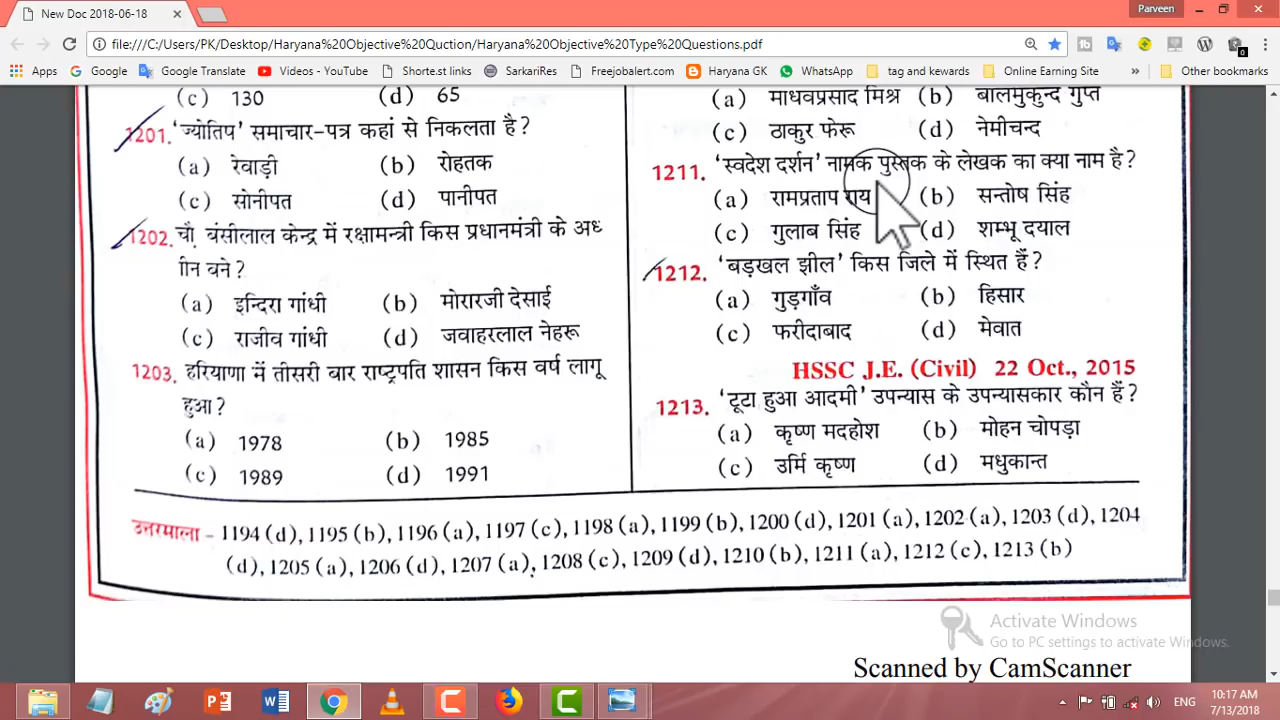 New Doc 2018-06-18
Parveen
file:///C:/Users/PK/Desktop/Haryana%20Objective%20Qurtion/Haryana%20Objective%20Type%20Questions.pdf
Apps Google Google Translate Videos - YouTube Shorte.st links SarkariRes Freejobalert.com Haryana GK WhatsApp tag and kewards Online Earning Site » Other bookmarks
(c) 130 (d) 65
1201. 'ज्योतिष' समाचार-पत्र कहां से निकलता है?
(a) रेवाड़ी (b) रोहतक
(c) सोनीपत (d) पानीपत
1202. चौ. बंसीलाल केन्द्र में रक्षामन्त्री किस प्रधानमंत्री के अध
ीन बने?
(a) इन्दिरा गांधी (b) मोरारजी देसाई
(c) राजीव गांधी (d) जवाहरलाल नेहरू
1203. हरियाणा में तीसरी बार राष्ट्रपति शासन किस वर्ष लागू
हुआ?
(a) 1978 (b) 1985
(c) 1989 (d) 1991
(a) माधवप्रसाद मिश्र (b) बालमुकुन्द गुप्त
(c) ठाकुर फेरू (d) नेमीचन्द
1211. 'स्वदेश दर्शन' नामक पुस्तक के लेखक का क्या नाम है?
(a) रामप्रताप राय (b) सन्तोष सिंह
(c) गुलाब सिंह (d) शम्भू दयाल
1212. 'बड़खल झील' किस जिले में स्थित हैं?
(a) गुड़गाँव (b) हिसार
(c) फरीदाबाद (d) मेवात
HSSC J.E. (Civil) 22 Oct., 2015
1213. 'टूटा हुआ आदमी' उपन्यास के उपन्यासकार कौन हैं?
(a) कृष्ण मदहोश (b) मोहन चोपड़ा
(c) उर्मि कृष्ण (d) मधुकान्त
उत्तरमाला – 1194 (d), 1195 (b), 1196 (a), 1197 (c), 1198 (a), 1199 (b), 1200 (d), 1201 (a), 1202 (a), 1203 (d), 1204
(d), 1205 (a), 1206 (d), 1207 (a), 1208 (c), 1209 (d), 1210 (b), 1211 (a), 1212 (c), 1213 (b)
Activate Windows
Go to PC settings to activate Windows.
Scanned by CamScanner
ENG
10:17 AM
7/13/2018